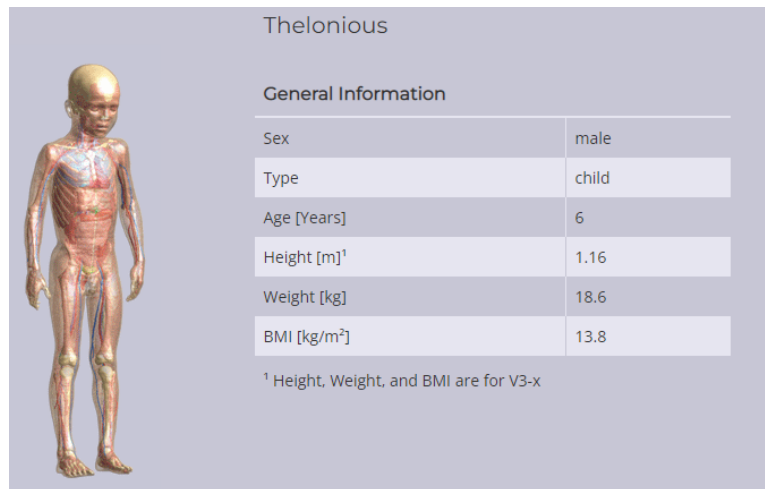 Thelonious
General Information
Sex male
Type child
Age [Years] 6
Height [m]¹ 1.16
Weight [kg] 18.6
BMI [kg/m²] 13.8
¹ Height, Weight, and BMI are for V3-x